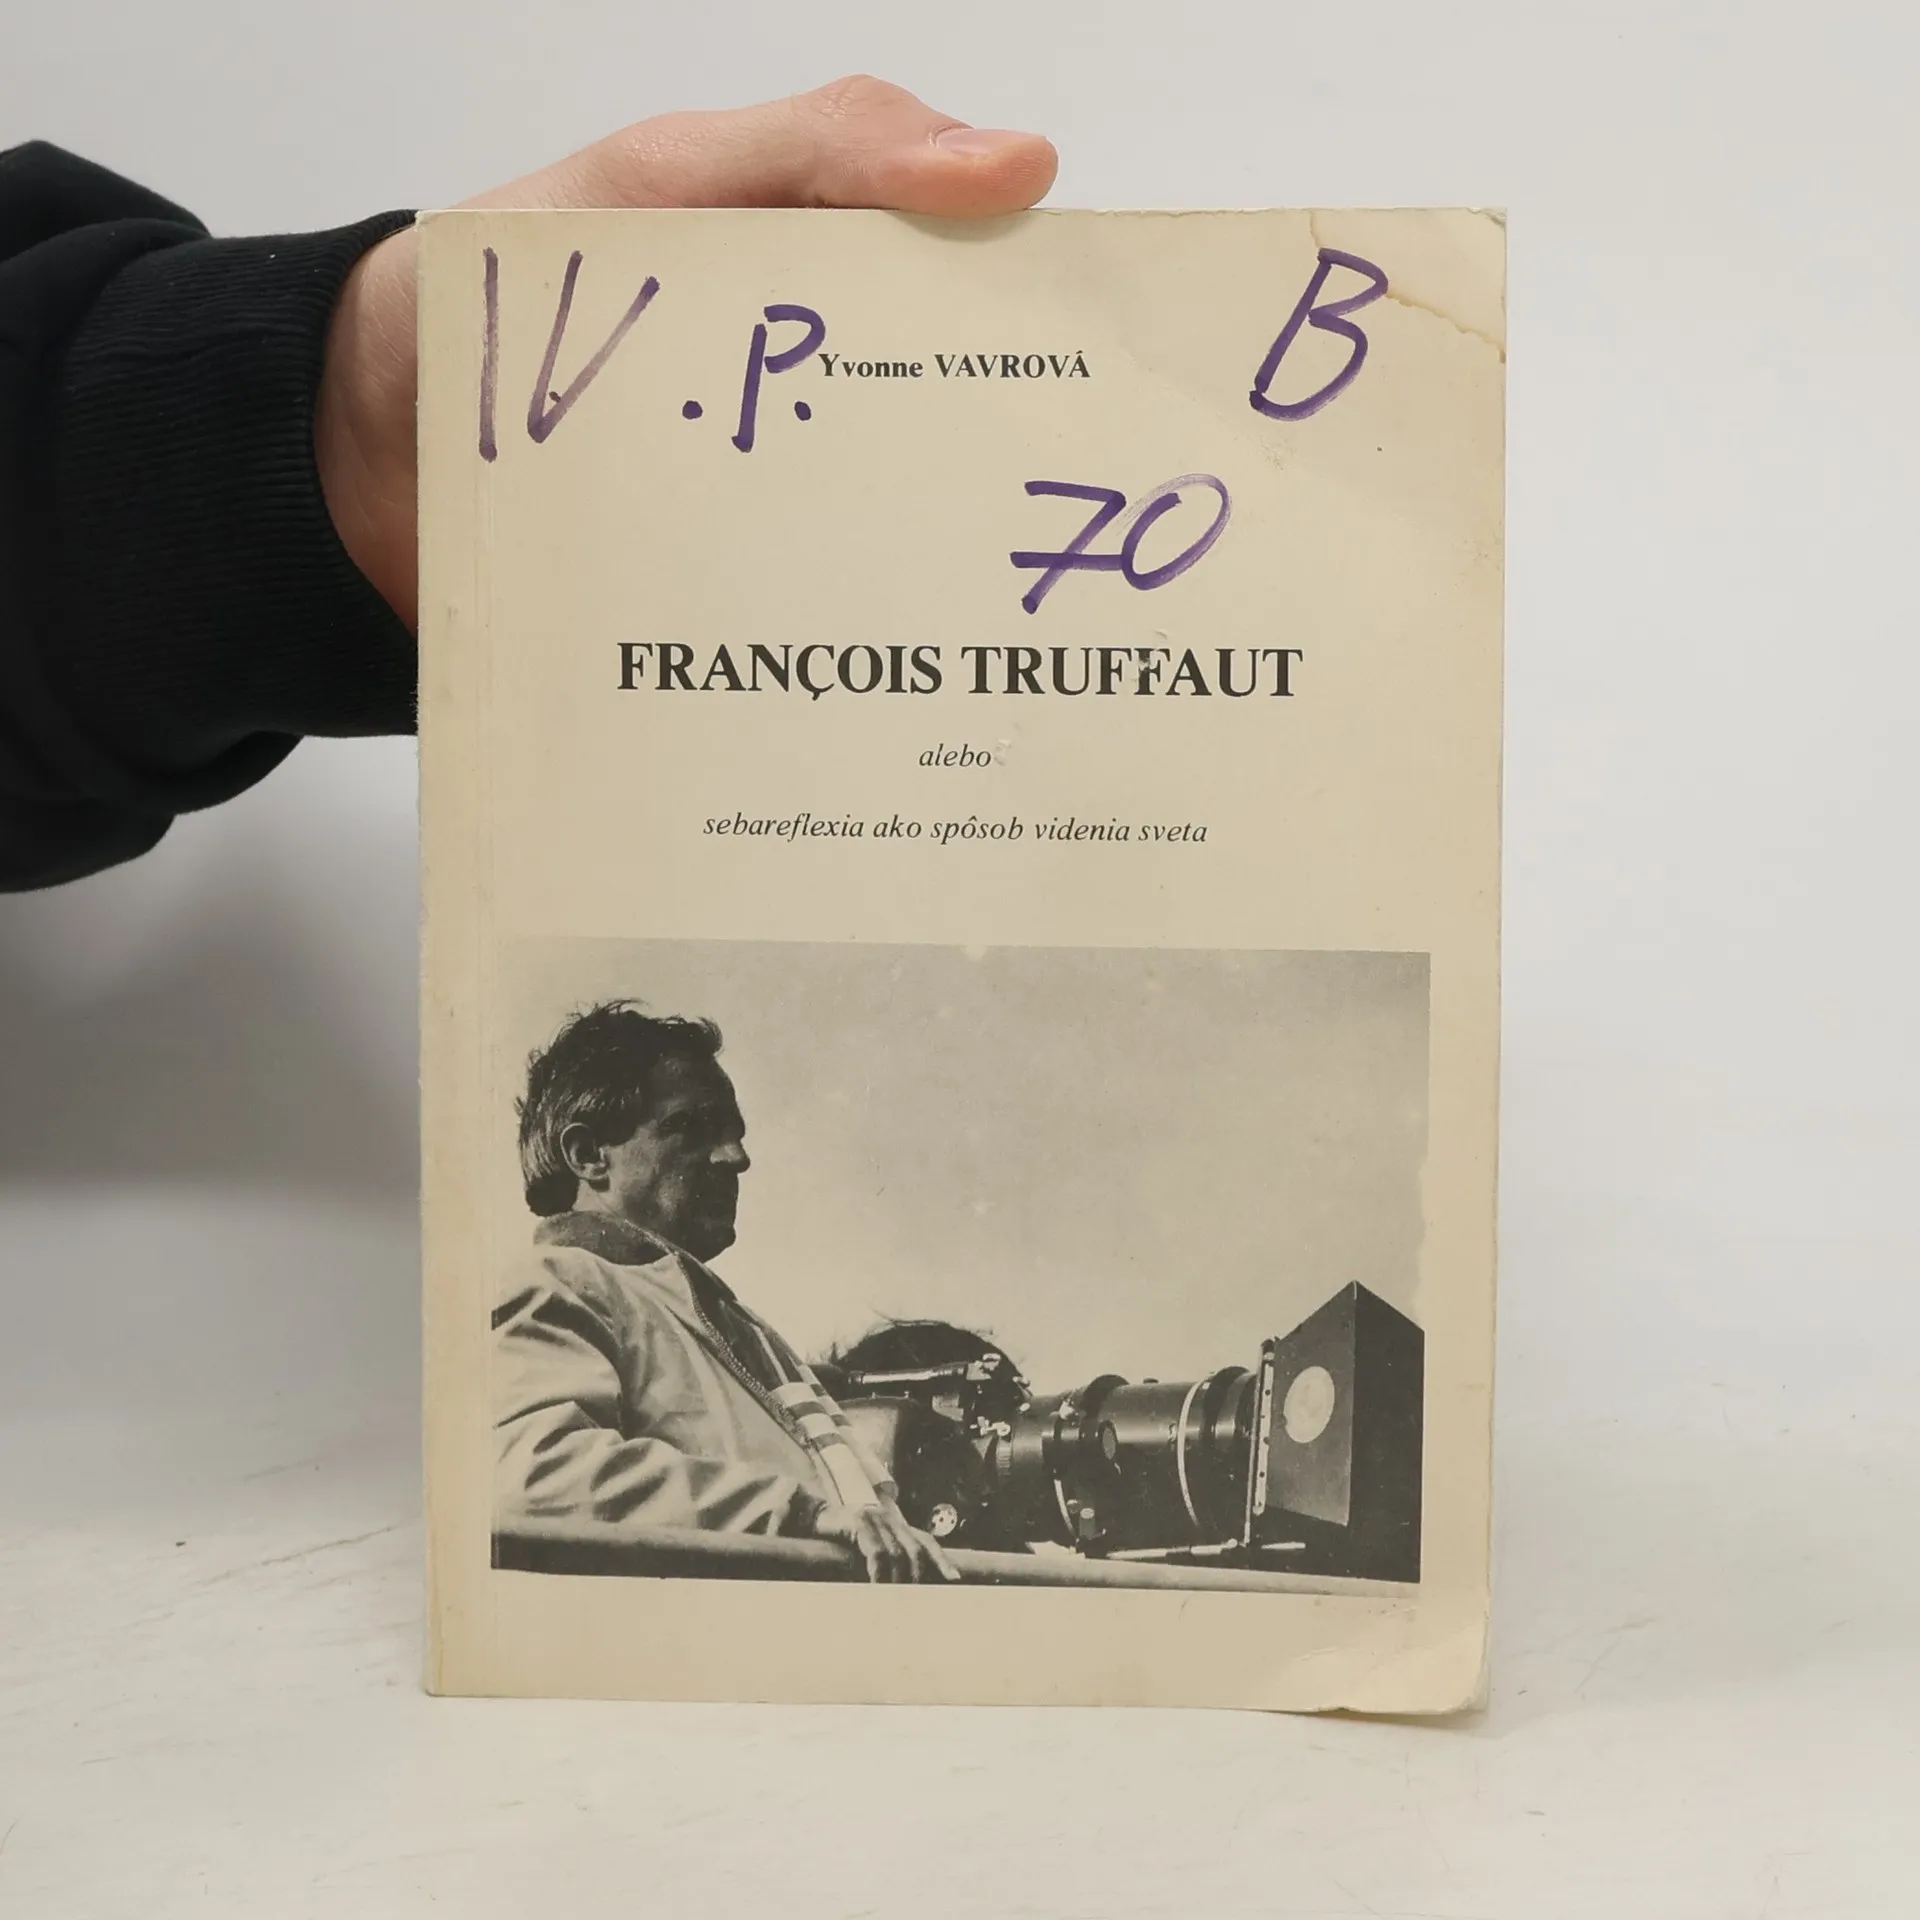 IV. P. B
Yvonne VAVROVÁ
70
FRANÇOIS TRUFFAUT
alebo
sebareflexia ako spôsob videnia sveta